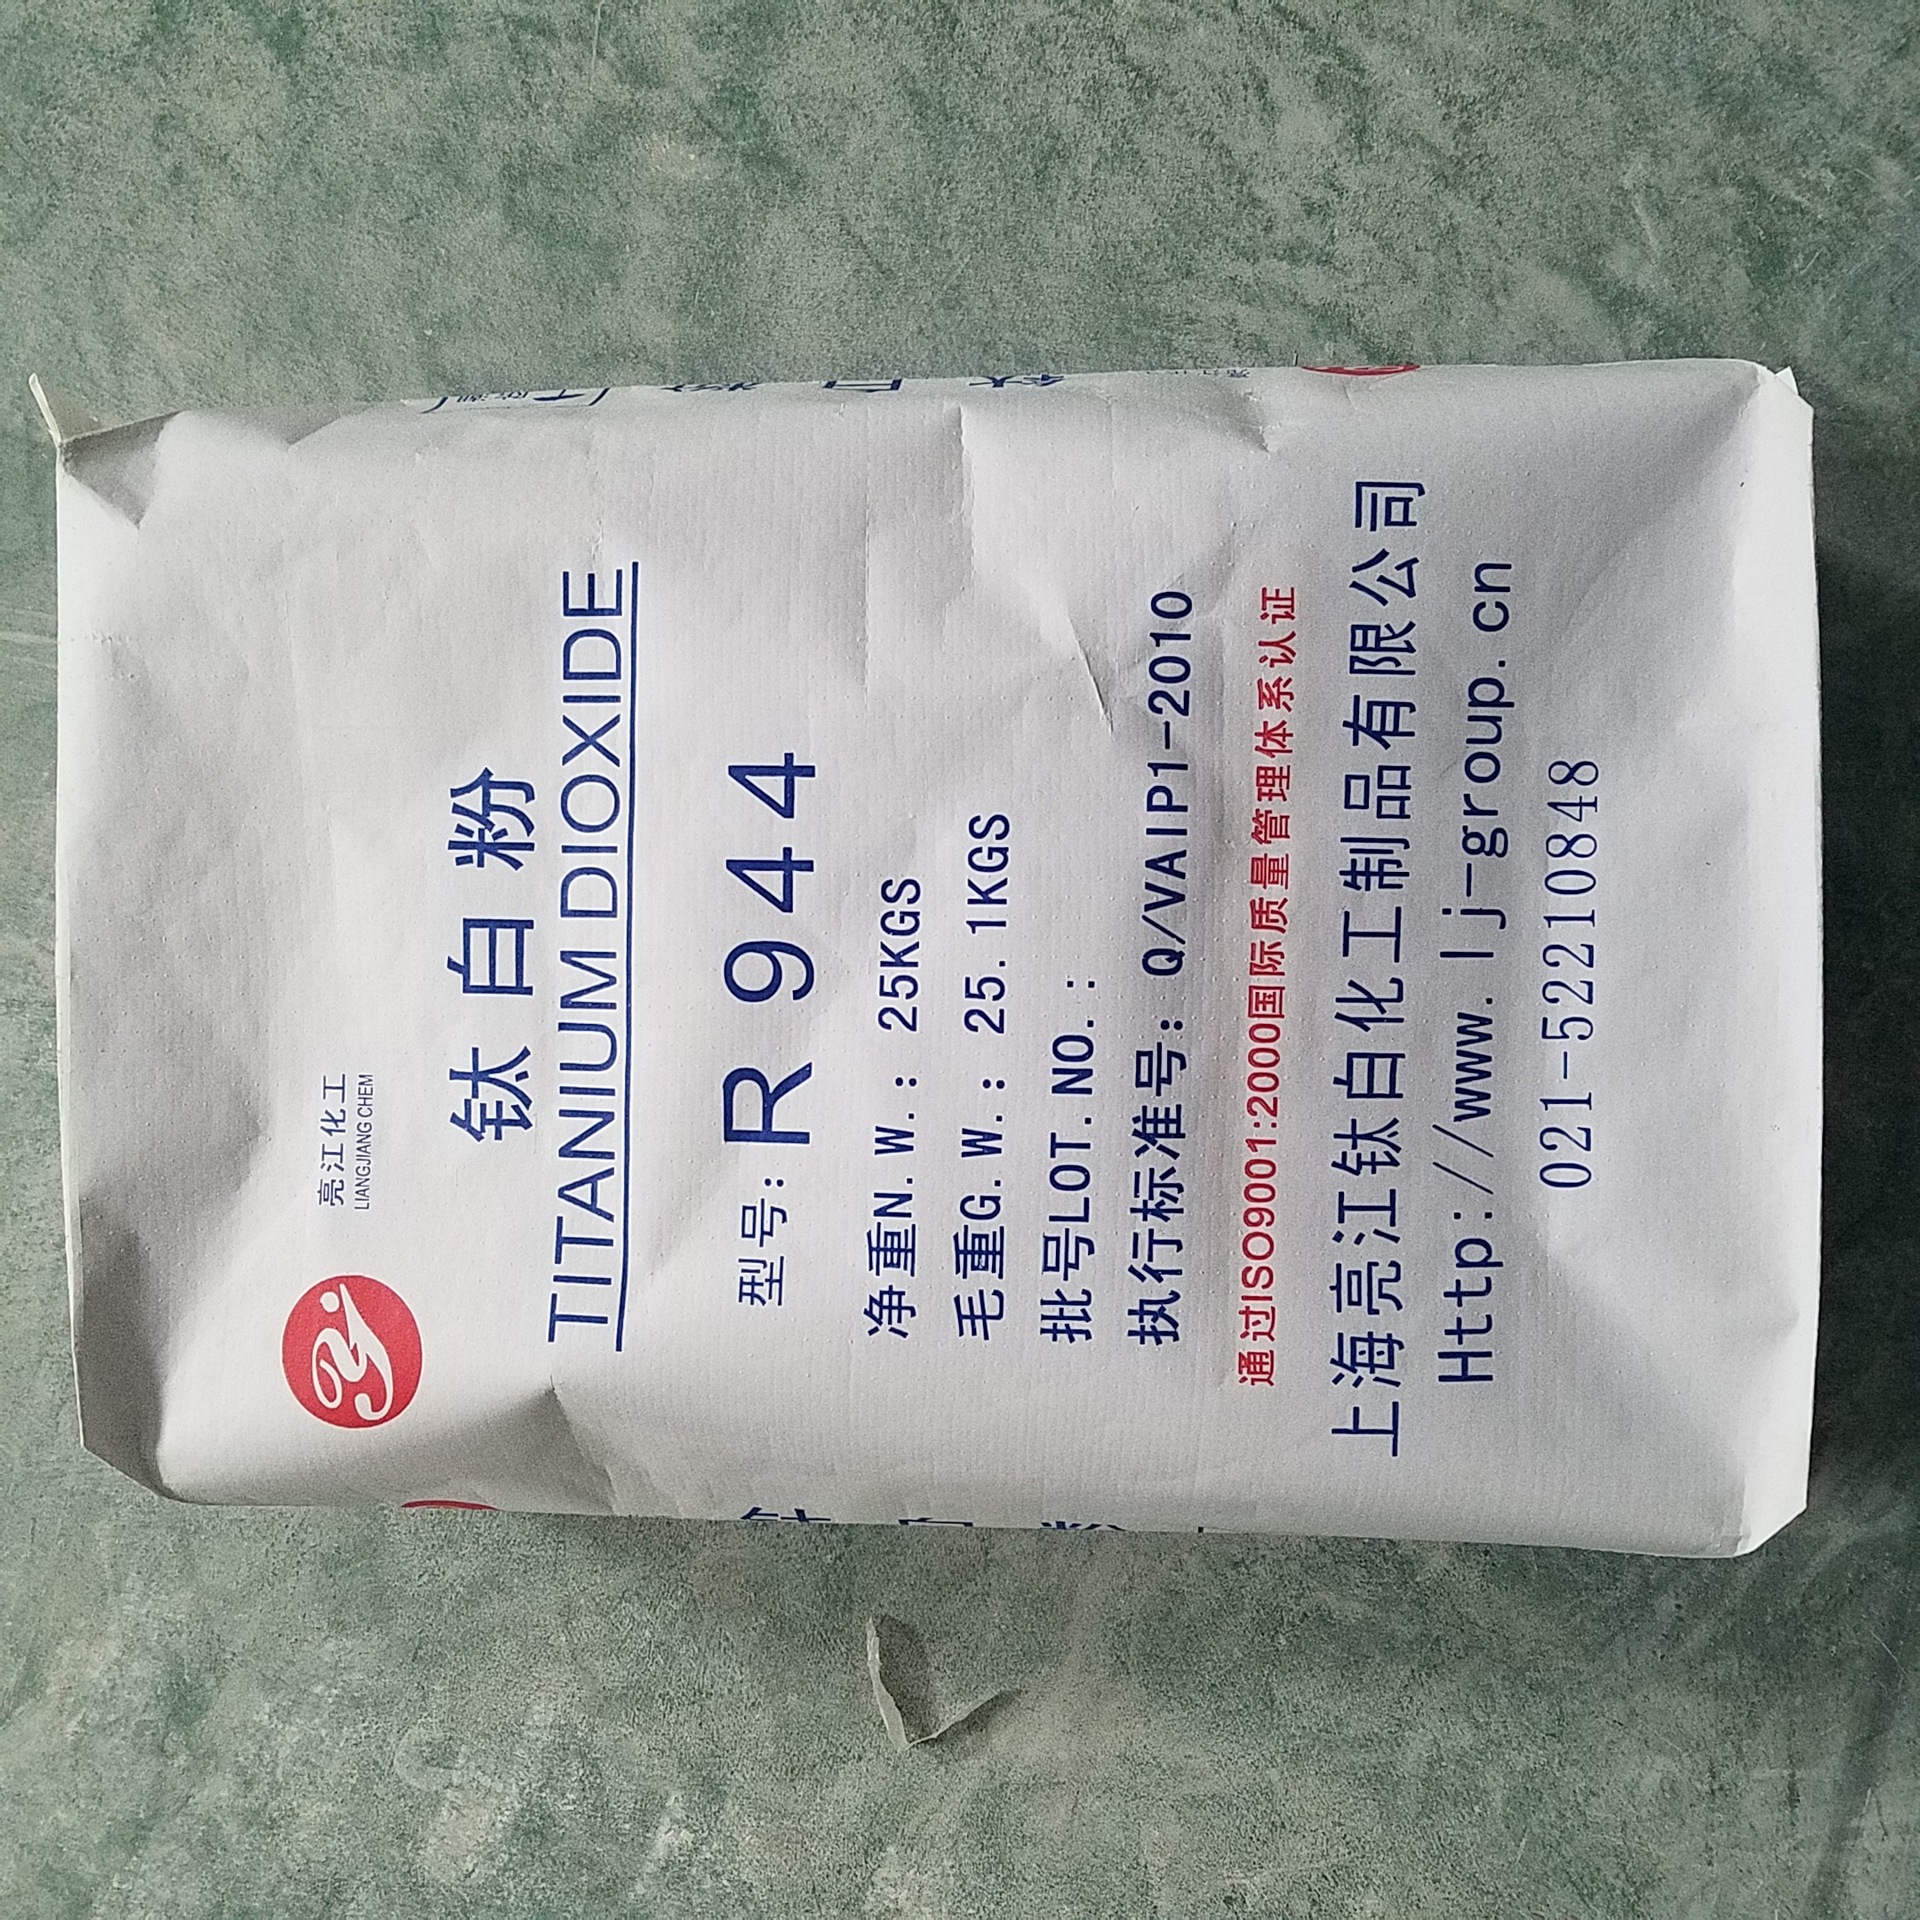 亮江化工
LIANGJIANG CHEM
钛白粉
TITANIUM DIOXIDE
型号: R 944
净重N.W.: 25KGS
毛重G.W.: 25.1KGS
批号LOT.NO.:
执行标准号: Q/VAIP1-2010
通过ISO9001:2000国际质量管理体系认证
上海亮江钛白化工制品有限公司
Http://www.lj-group.cn
021-52210848